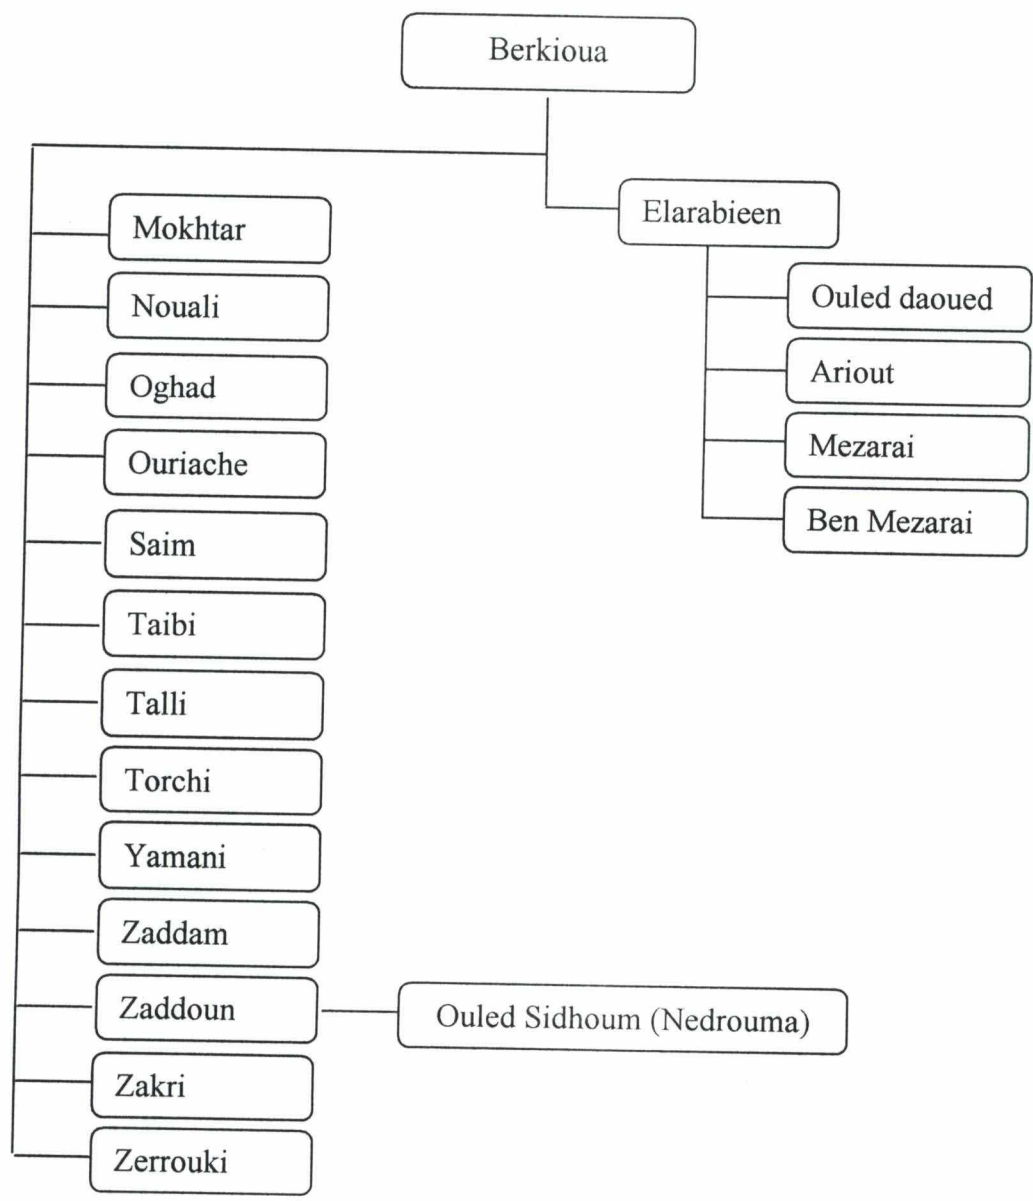 Berkioua
Elarabieen
Mokhtar
Nouali
Oghad
Ouriache
Saim
Taibi
Talli
Torchi
Yamani
Zaddam
Zaddoun
Zakri
Zerrouki
Ouled daoued
Ariout
Mezarai
Ben Mezarai
Ouled Sidhoum (Nedrouma)